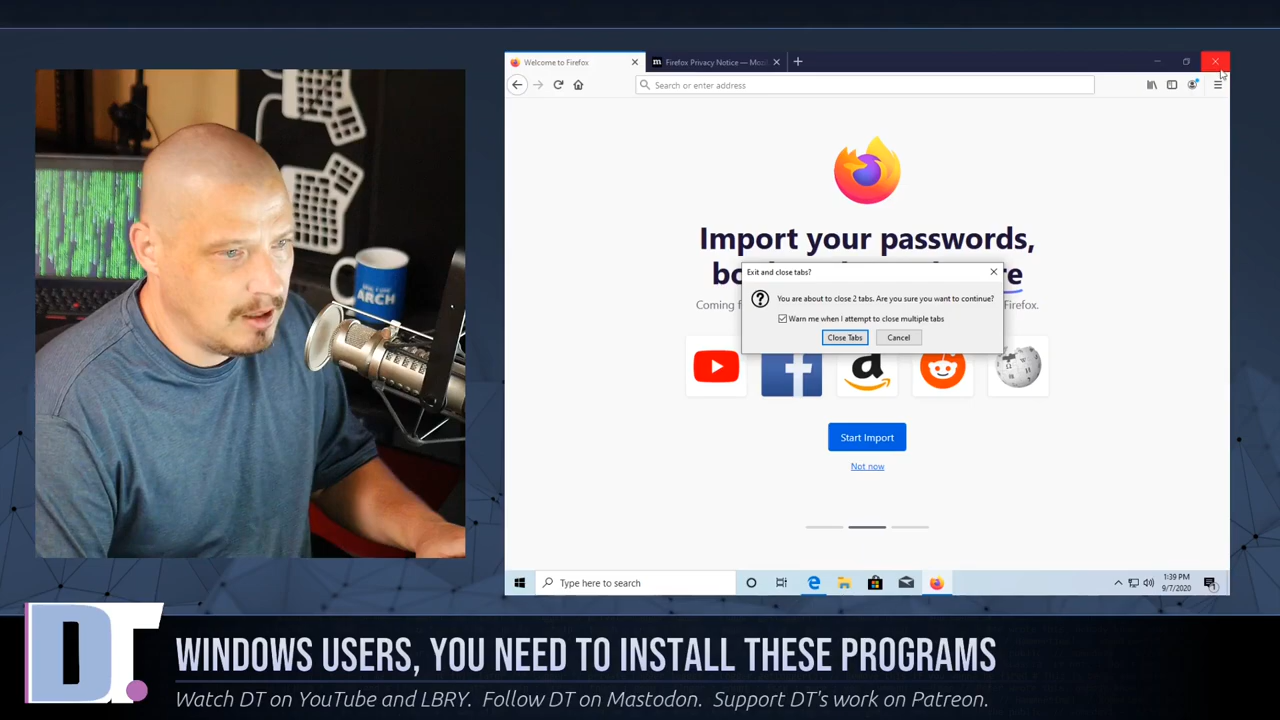 Welcome to Firefox
m Firefox Privacy Notice — Mozi
Search or enter address
Import your passwords,
Exit and close tabs?
You are about to close 2 tabs. Are you sure you want to continue?
Warn me when I attempt to close multiple tabs
Close Tabs
Cancel
Firefox.
ARCH
f
a
Start Import
Not now
Type here to search
1:39 PM
9/7/2020
1
DT.
WINDOWS USERS, YOU NEED TO INSTALL THESE PROGRAMS
Watch DT on YouTube and LBRY. Follow DT on Mastodon. Support DT's work on Patreon.